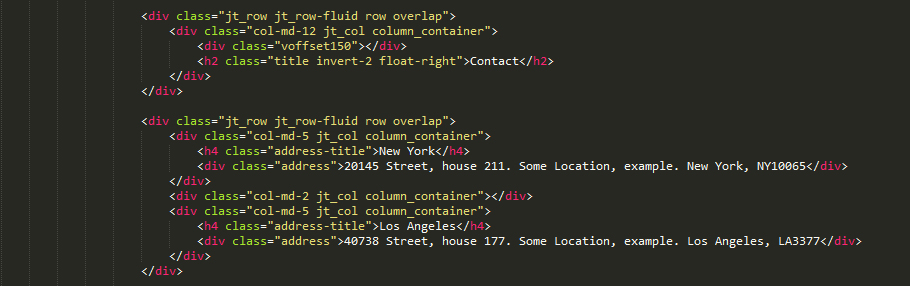 <div class="jt_row jt_row-fluid row overlap">
<div class="col-md-12 jt_col column_container">
<div class="voffset150"></div>
<h2 class="title invert-2 float-right">Contact</h2>
</div>
</div>
<div class="jt_row jt_row-fluid row overlap">
<div class="col-md-5 jt_col column_container">
<h4 class="address-title">New York</h4>
<div class="address">20145 Street, house 211. Some Location, example. New York, NY10065</div>
</div>
<div class="col-md-2 jt_col column_container"></div>
<div class="col-md-5 jt_col column_container">
<h4 class="address-title">Los Angeles</h4>
<div class="address">40738 Street, house 177. Some Location, example. Los Angeles, LA3377</div>
</div>
</div>